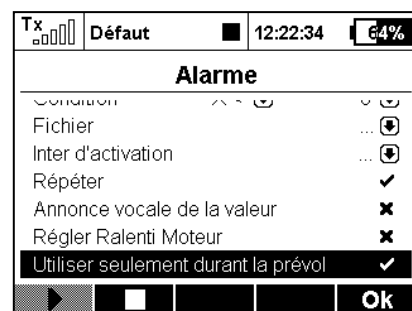 Tx Défaut 12:22:34 64%
Alarme
Condition
Fichier ...
Inter d'activation ...
Répéter
Annonce vocale de la valeur
Régler Ralenti Moteur
Utiliser seulement durant la prévol
Ok